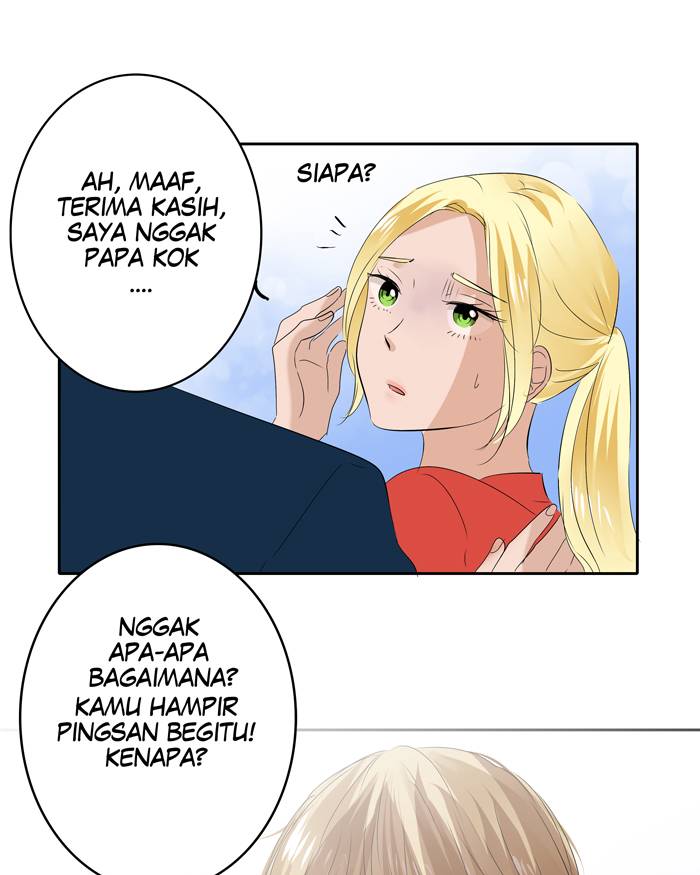 AH, MAAF,
TERIMA KASIH,
SAYA NGGAK
PAPA KOK
....
SIAPA?
NGGAK
APA-APA
BAGAIMANA?
KAMU HAMPIR
PINGSAN BEGITU!
KENAPA?